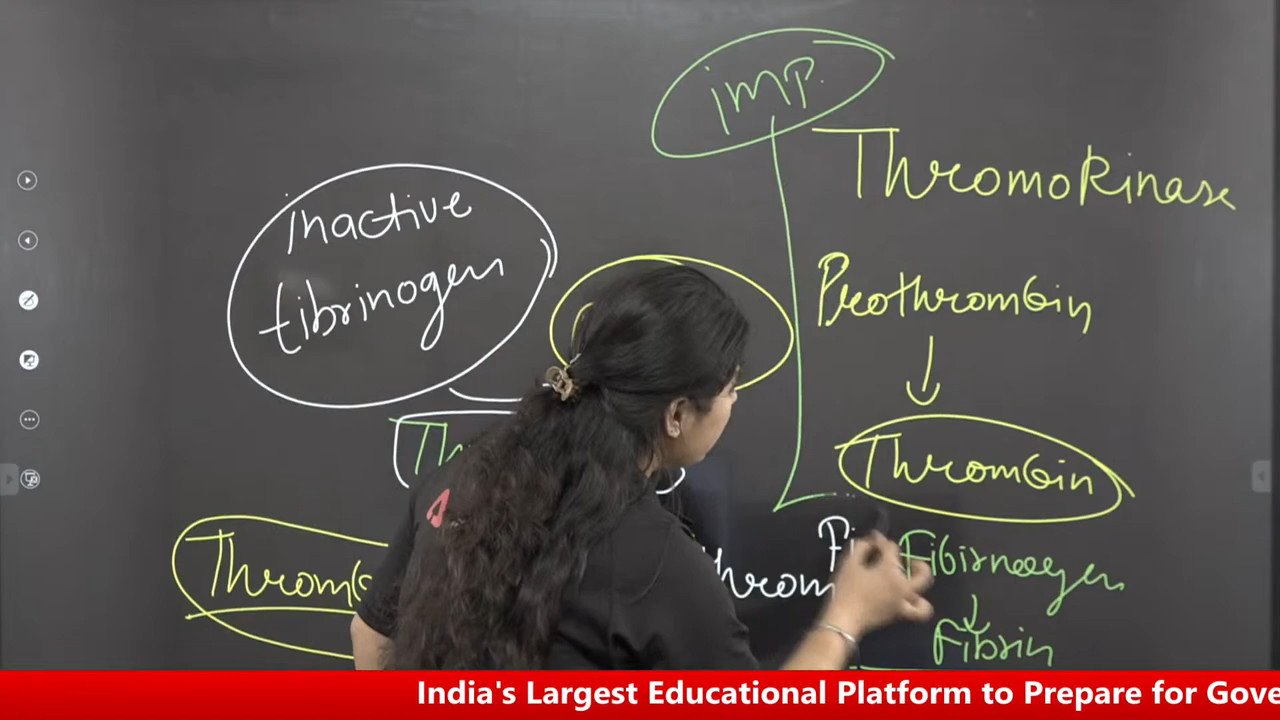 imp.
ThromoKinase
inactive
fibrinogen
Prothrombin
Thrombin
Fibirnogen
Fibrin
India's Largest Educational Platform to Prepare for Gove